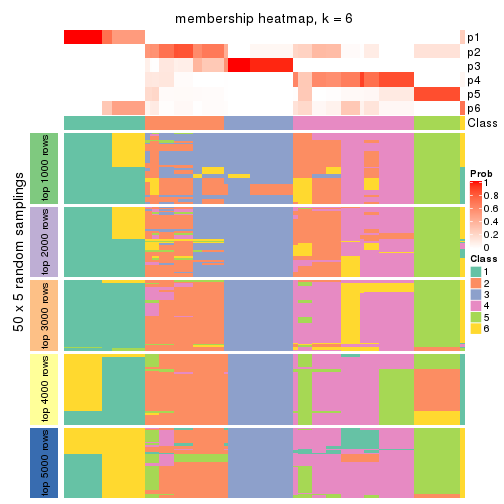 membership heatmap, k = 6
p1
p2
p3
p4
p5
p6
Class
50 x 5 random samplings
top 1000 rows
top 2000 rows
top 3000 rows
top 4000 rows
top 5000 rows
Prob
1
0.8
0.6
0.4
0.2
0
Class
1
2
3
4
5
6